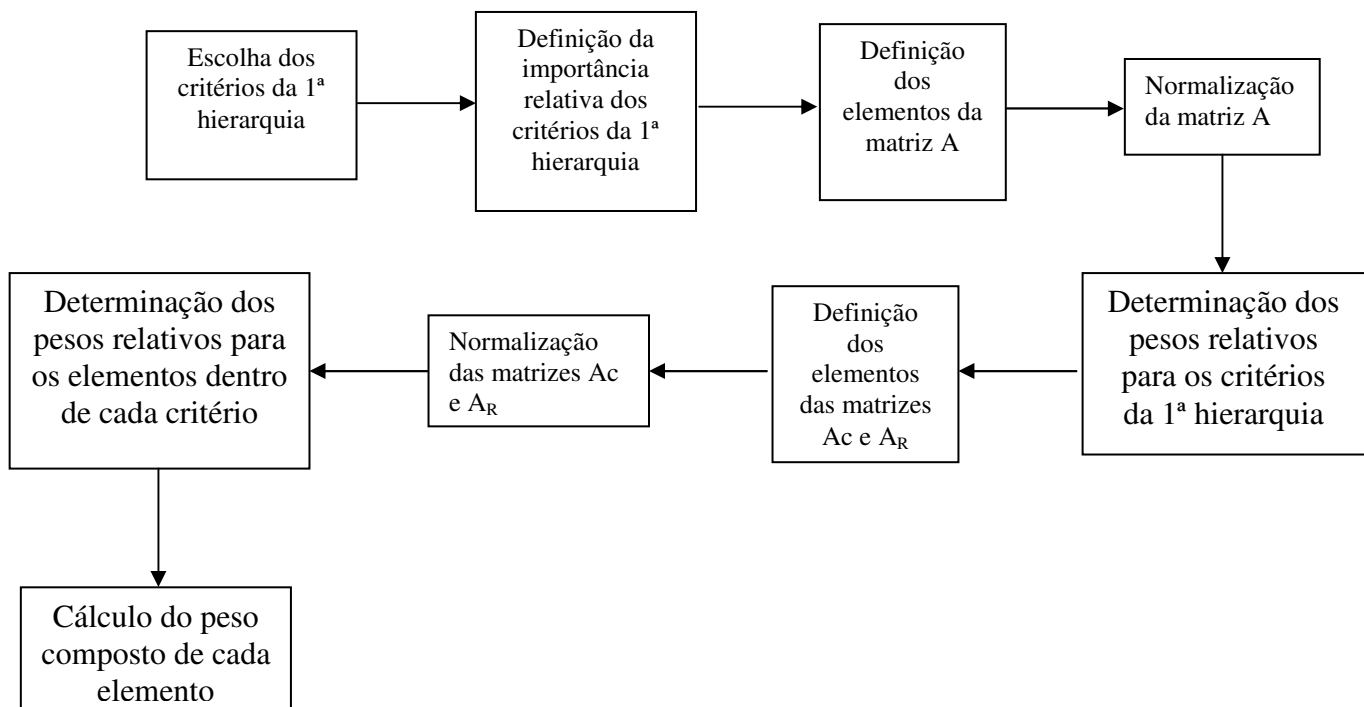 Escolha dos
critérios da 1ª
hierarquia
Definição da
importância
relativa dos
critérios da 1ª
hierarquia
Definição
dos
elementos da
matriz A
Normalização
da matriz A
Determinação dos
pesos relativos
para os critérios
da 1ª hierarquia
Definição
dos
elementos
das matrizes
Ac e A_R
Normalização
das matrizes Ac
e A_R
Determinação dos
pesos relativos para
os elementos dentro
de cada critério
Cálculo do peso
composto de cada
elemento